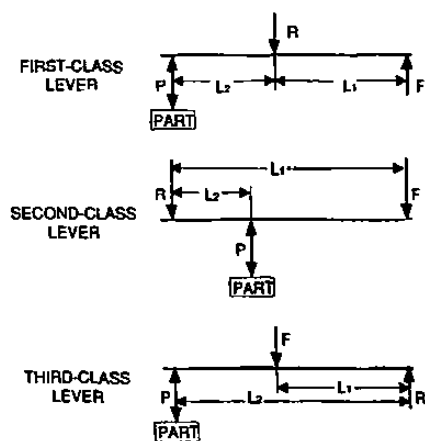 R
FIRST-CLASS
LEVER
P L2 L1 F
PART
L1
R L2 F
SECOND-CLASS
LEVER
P
PART
F
THIRD-CLASS
LEVER
L1
P L2 R
PART